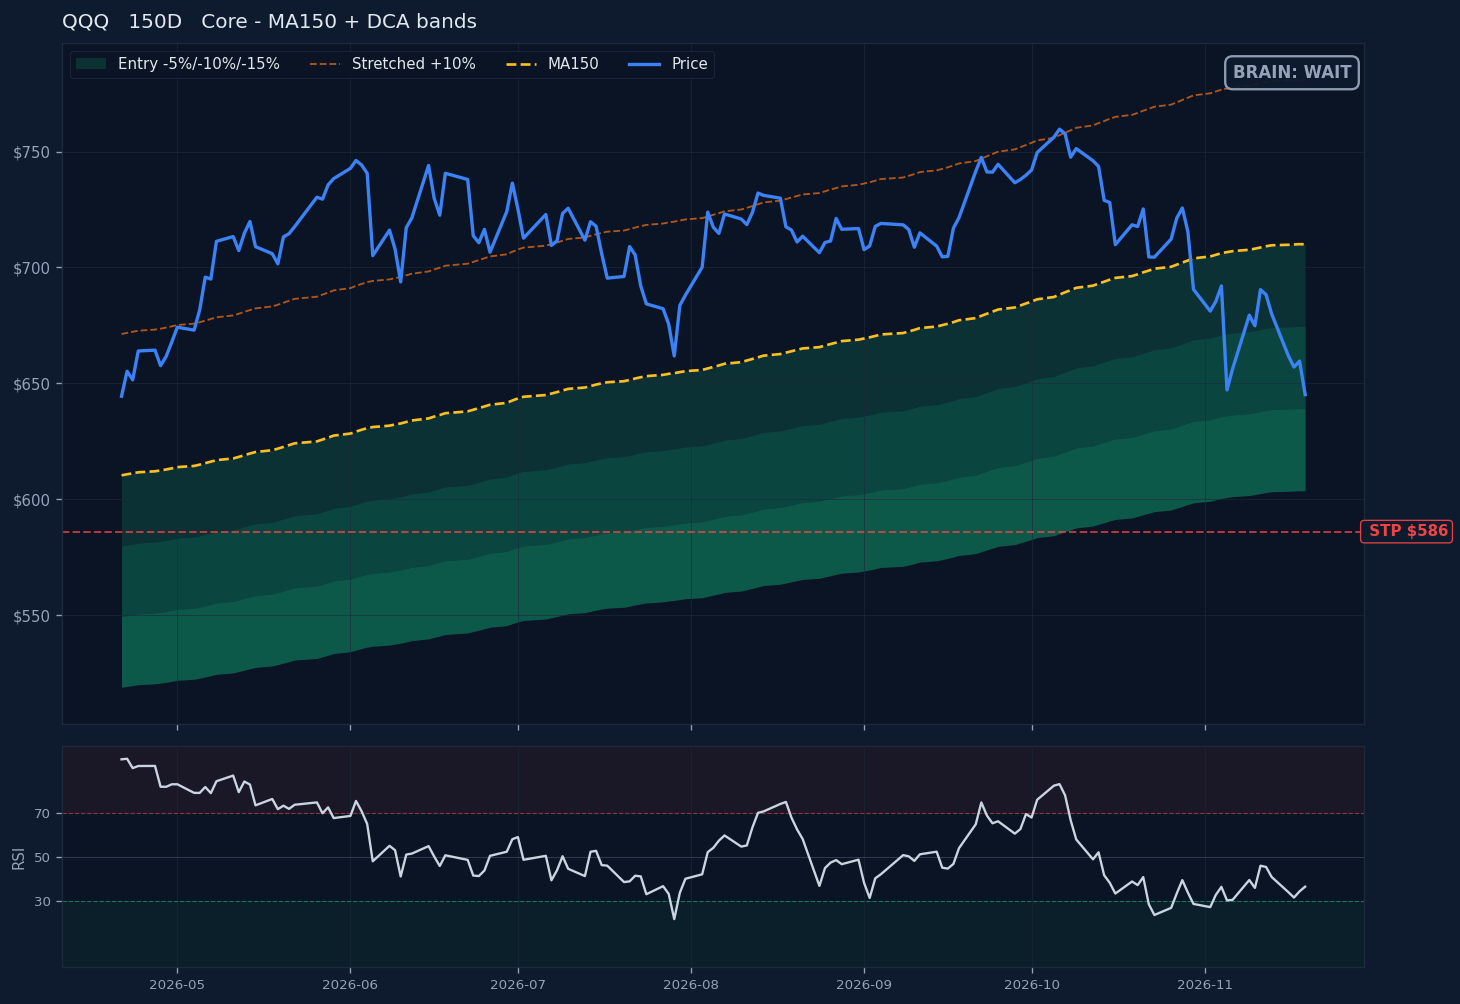 QQQ 150D Core - MA150 + DCA bands
Entry -5%/-10%/-15% Stretched +10% MA150 Price
BRAIN: WAIT
$750
$700
$650
$600
STP $586
$550
70
50
RSI
30
2026-05 2026-06 2026-07 2026-08 2026-09 2026-10 2026-11